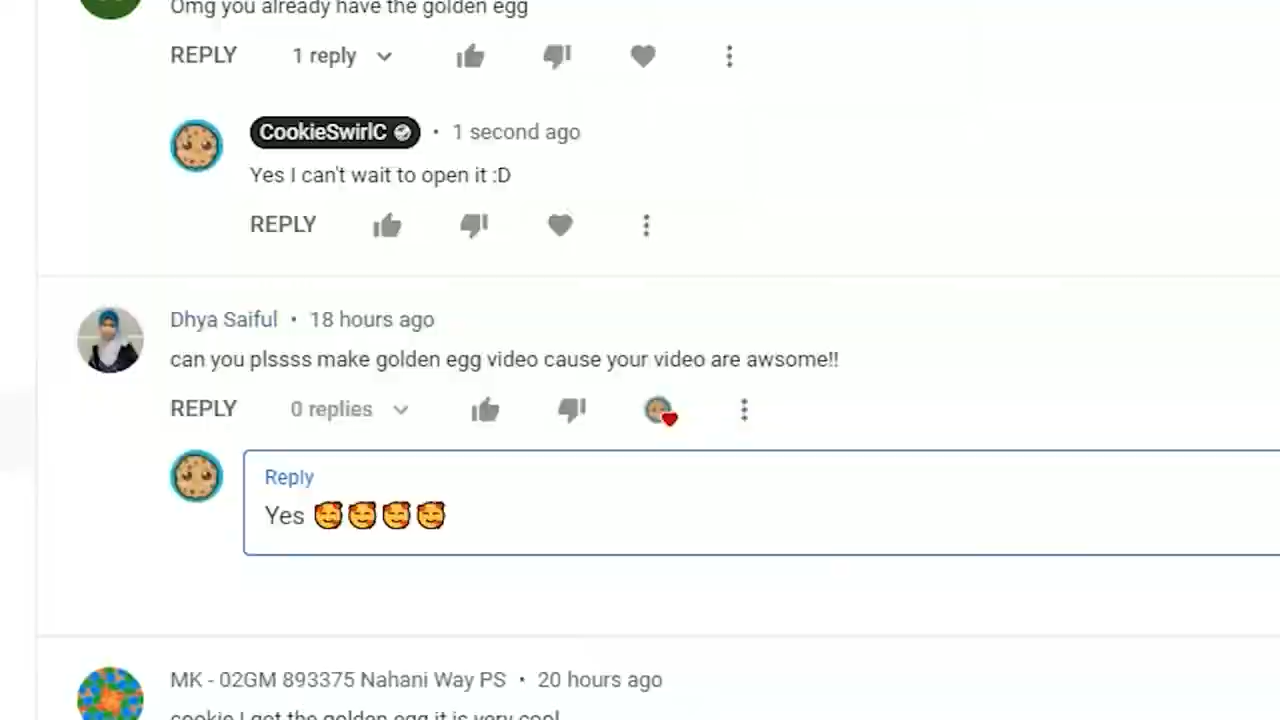 Omg you already have the golden egg
REPLY 1 reply
CookieSwirlC • 1 second ago
Yes I can't wait to open it :D
REPLY
Dhya Saiful • 18 hours ago
can you plssss make golden egg video cause your video are awsome!!
REPLY 0 replies
Reply
Yes 🥰🥰🥰🥰
MK - 02GM 893375 Nahani Way PS • 20 hours ago
cookie I got the golden egg it is very cool